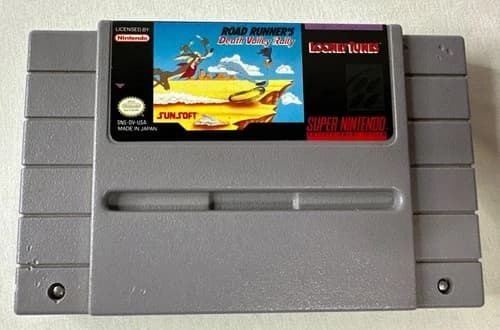 LICENSED BY
Nintendo
ROAD RUNNER'S
Death Valley Rally
LOONEY TUNES
SNS-DV-USA
MADE IN JAPAN
SUNSOFT
SUPER NINTENDO